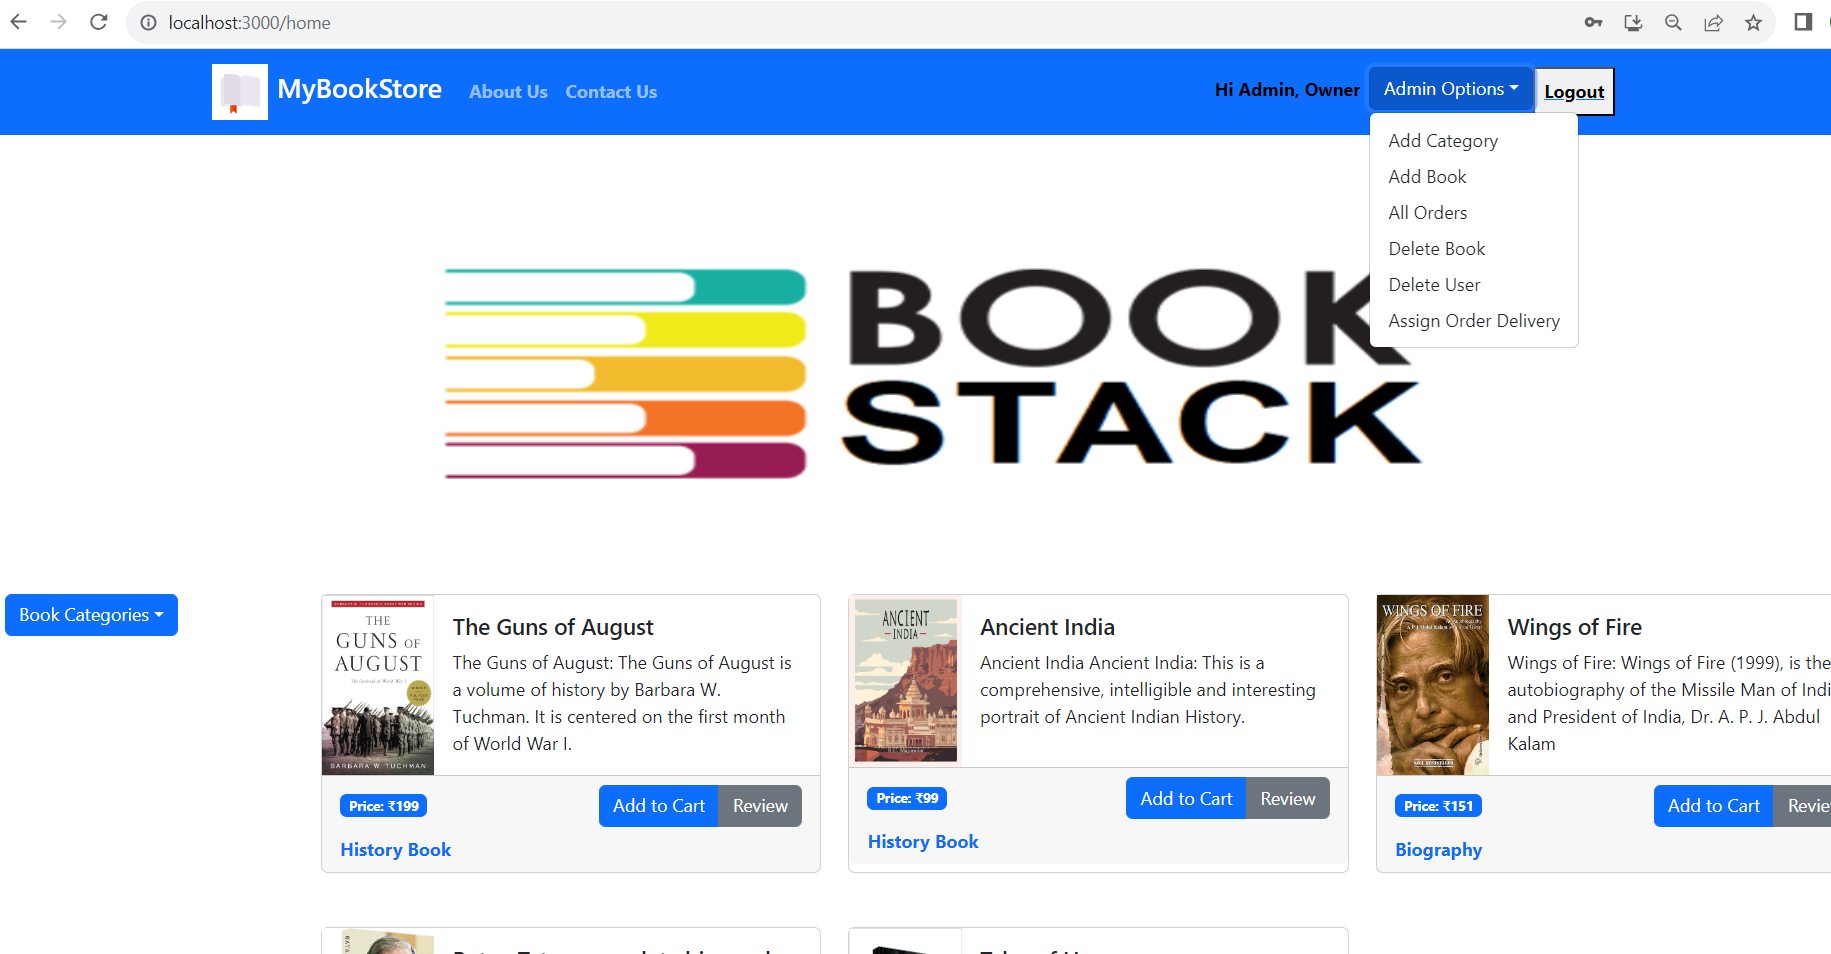 localhost:3000/home
MyBookStore About Us Contact Us Hi Admin, Owner Admin Options Logout
Add Category
Add Book
All Orders
Delete Book
Delete User
Assign Order Delivery
BOOK
STACK
Book Categories
THE
GUNS OF
AUGUST
BARBARA W. TUCHMAN
The Guns of August
The Guns of August: The Guns of August is
a volume of history by Barbara W.
Tuchman. It is centered on the first month
of World War I.
Price: ₹199 Add to Cart Review
History Book
ANCIENT
INDIA
Ancient India
Ancient India Ancient India: This is a
comprehensive, intelligible and interesting
portrait of Ancient Indian History.
Price: ₹99 Add to Cart Review
History Book
WINGS OF FIRE
Wings of Fire
Wings of Fire: Wings of Fire (1999), is the
autobiography of the Missile Man of Indi
and President of India, Dr. A. P. J. Abdul
Kalam
Price: ₹151 Add to Cart Revie
Biography